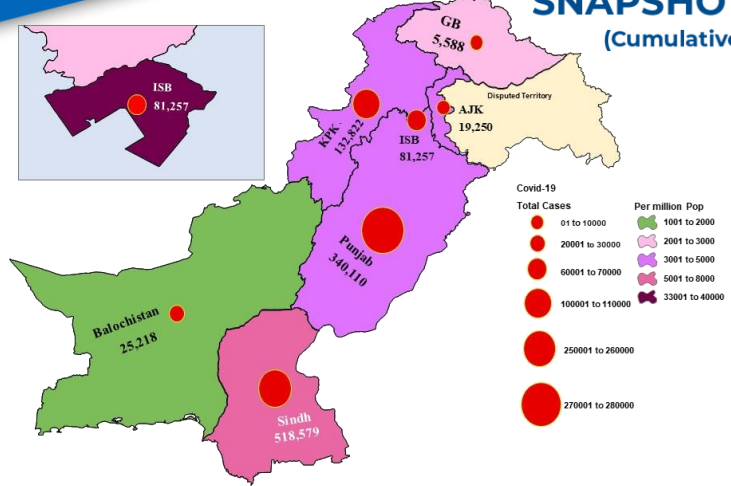 SNAPSHO
(Cumulative
ISB
81,257
GB
5,588
Disputed Territory
AJK
19,250
KPK
132,822
ISB
81,257
Punjab
340,110
Balochistan
25,218
Sindh
518,579
Covid-19
Total Cases
01 to 10000
20001 to 30000
60001 to 70000
100001 to 110000
250001 to 260000
270001 to 280000
Per million Pop
1001 to 2000
2001 to 3000
3001 to 5000
5001 to 8000
33001 to 40000